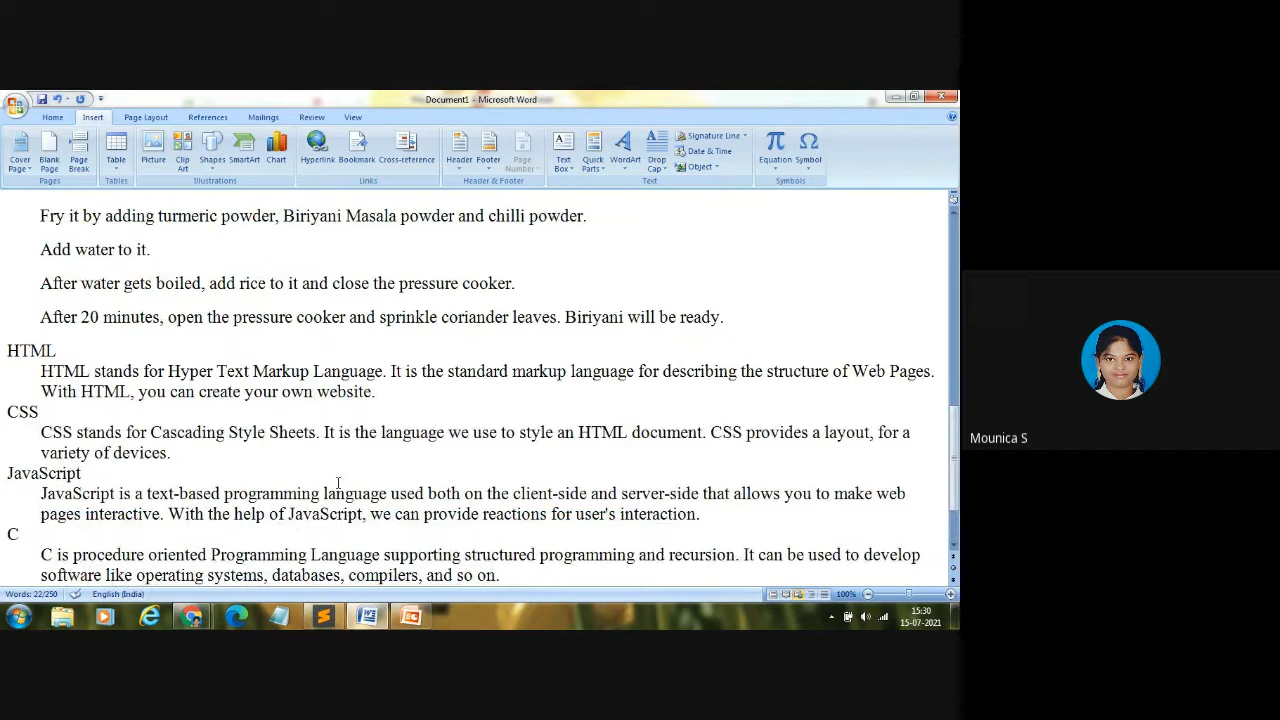 Document1 - Microsoft Word
Home Insert Page Layout References Mailings Review View
Cover Page Blank Page Page Break Table Picture Clip Art Shapes SmartArt Chart Hyperlink Bookmark Cross-reference Header Footer Page Number Text Box Quick Parts WordArt Drop Cap Signature Line Date & Time Object Equation Symbol
Pages Tables Illustrations Links Header & Footer Text Symbols
Fry it by adding turmeric powder, Biriyani Masala powder and chilli powder.
Add water to it.
After water gets boiled, add rice to it and close the pressure cooker.
After 20 minutes, open the pressure cooker and sprinkle coriander leaves. Biriyani will be ready.
HTML
HTML stands for Hyper Text Markup Language. It is the standard markup language for describing the structure of Web Pages.
With HTML, you can create your own website.
CSS
CSS stands for Cascading Style Sheets. It is the language we use to style an HTML document. CSS provides a layout, for a
variety of devices.
JavaScript
JavaScript is a text-based programming language used both on the client-side and server-side that allows you to make web
pages interactive. With the help of JavaScript, we can provide reactions for user's interaction.
C
C is procedure oriented Programming Language supporting structured programming and recursion. It can be used to develop
software like operating systems, databases, compilers, and so on.
Words: 22/250 English (India) 100%
15:30
15-07-2021
Mounica S